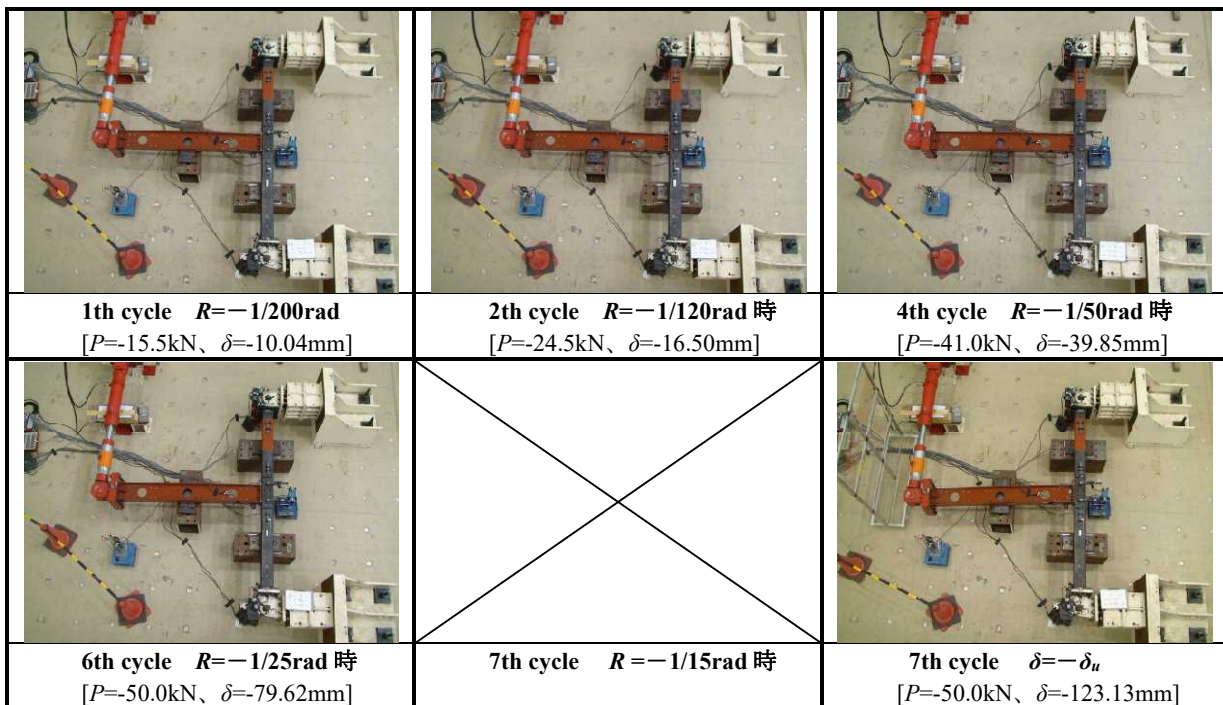 1th cycle R=－1/200rad
[P=-15.5kN、δ=-10.04mm]
2th cycle R=－1/120rad 時
[P=-24.5kN、δ=-16.50mm]
4th cycle R=－1/50rad 時
[P=-41.0kN、δ=-39.85mm]
6th cycle R=－1/25rad 時
[P=-50.0kN、δ=-79.62mm]
7th cycle R =－1/15rad 時
7th cycle δ=－δu
[P=-50.0kN、δ=-123.13mm]